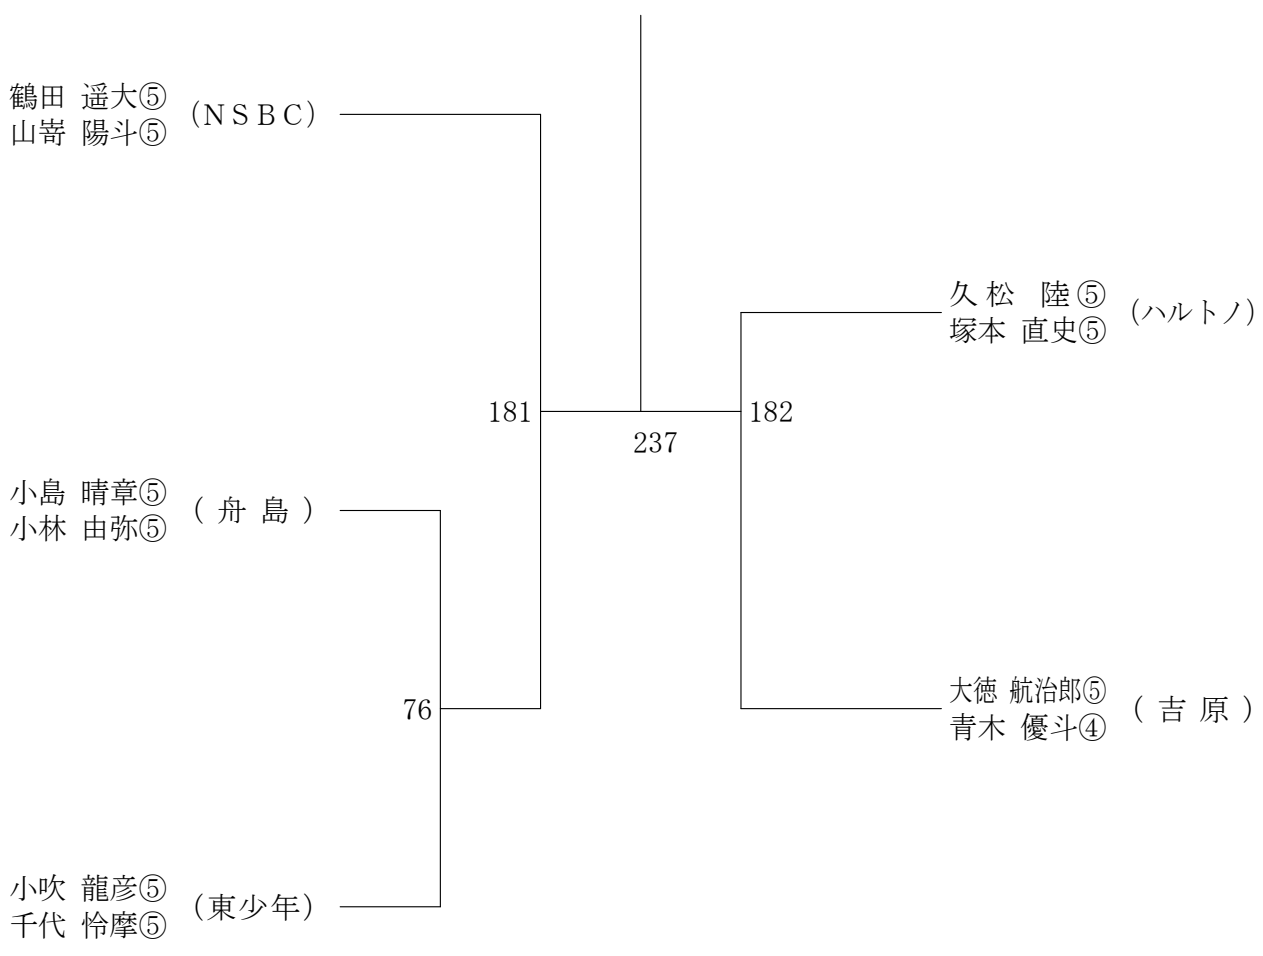 鶴田 遥大⑤
山嵜 陽斗⑤
(NSBC)
久松 陸⑤
塚本 直史⑤
(ハルトノ)
181
182
237
小島 晴章⑤
小林 由弥⑤
(舟島)
76
大徳 航治郎⑤
青木 優斗④
(吉原)
小吹 龍彦⑤
千代 怜摩⑤
(東少年)